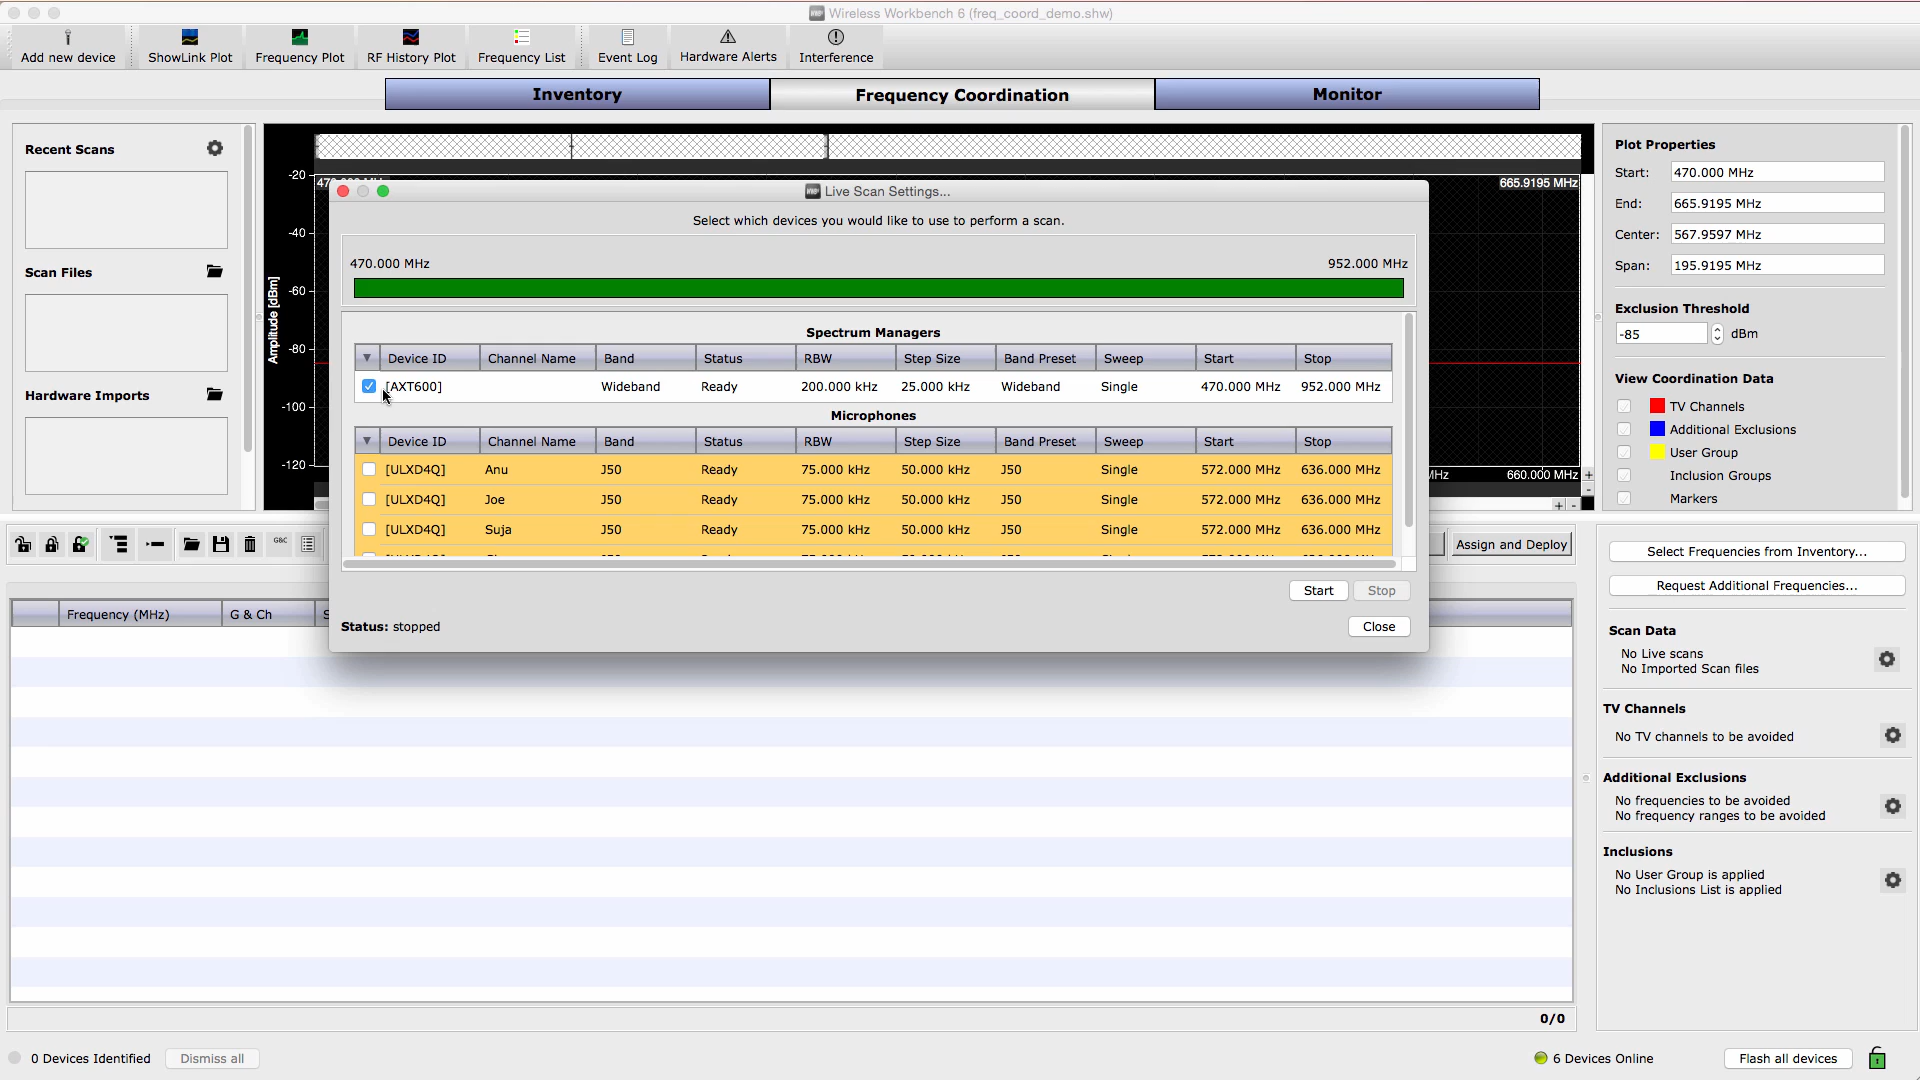 Wireless Workbench 6 (freq_coord_demo.shw)
Add new device
ShowLink Plot
Frequency Plot
RF History Plot
Frequency List
Event Log
Hardware Alerts
Interference
Inventory
Frequency Coordination
Monitor
Recent Scans
Scan Files
Hardware Imports
Amplitude [dBm]
-20
-40
-60
-80
-100
-120
665.9195 MHz
MHz
660.000 MHz
Live Scan Settings...
Select which devices you would like to use to perform a scan.
470.000 MHz
952.000 MHz
Spectrum Managers
Device ID Channel Name Band Status RBW Step Size Band Preset Sweep Start Stop
[AXT600] Wideband Ready 200.000 kHz 25.000 kHz Wideband Single 470.000 MHz 952.000 MHz
Microphones
Device ID Channel Name Band Status RBW Step Size Band Preset Sweep Start Stop
[ULXD4Q] Anu J50 Ready 75.000 kHz 50.000 kHz J50 Single 572.000 MHz 636.000 MHz
[ULXD4Q] Joe J50 Ready 75.000 kHz 50.000 kHz J50 Single 572.000 MHz 636.000 MHz
[ULXD4Q] Suja J50 Ready 75.000 kHz 50.000 kHz J50 Single 572.000 MHz 636.000 MHz
Start
Stop
Status: stopped
Close
Plot Properties
Start: 470.000 MHz
End: 665.9195 MHz
Center: 567.9597 MHz
Span: 195.9195 MHz
Exclusion Threshold
-85 dBm
View Coordination Data
TV Channels
Additional Exclusions
User Group
Inclusion Groups
Markers
G&C
Assign and Deploy
Frequency (MHz)
G & Ch
Select Frequencies from Inventory...
Request Additional Frequencies...
Scan Data
No Live scans
No Imported Scan files
TV Channels
No TV channels to be avoided
Additional Exclusions
No frequencies to be avoided
No frequency ranges to be avoided
Inclusions
No User Group is applied
No Inclusions List is applied
0/0
0 Devices Identified
Dismiss all
6 Devices Online
Flash all devices